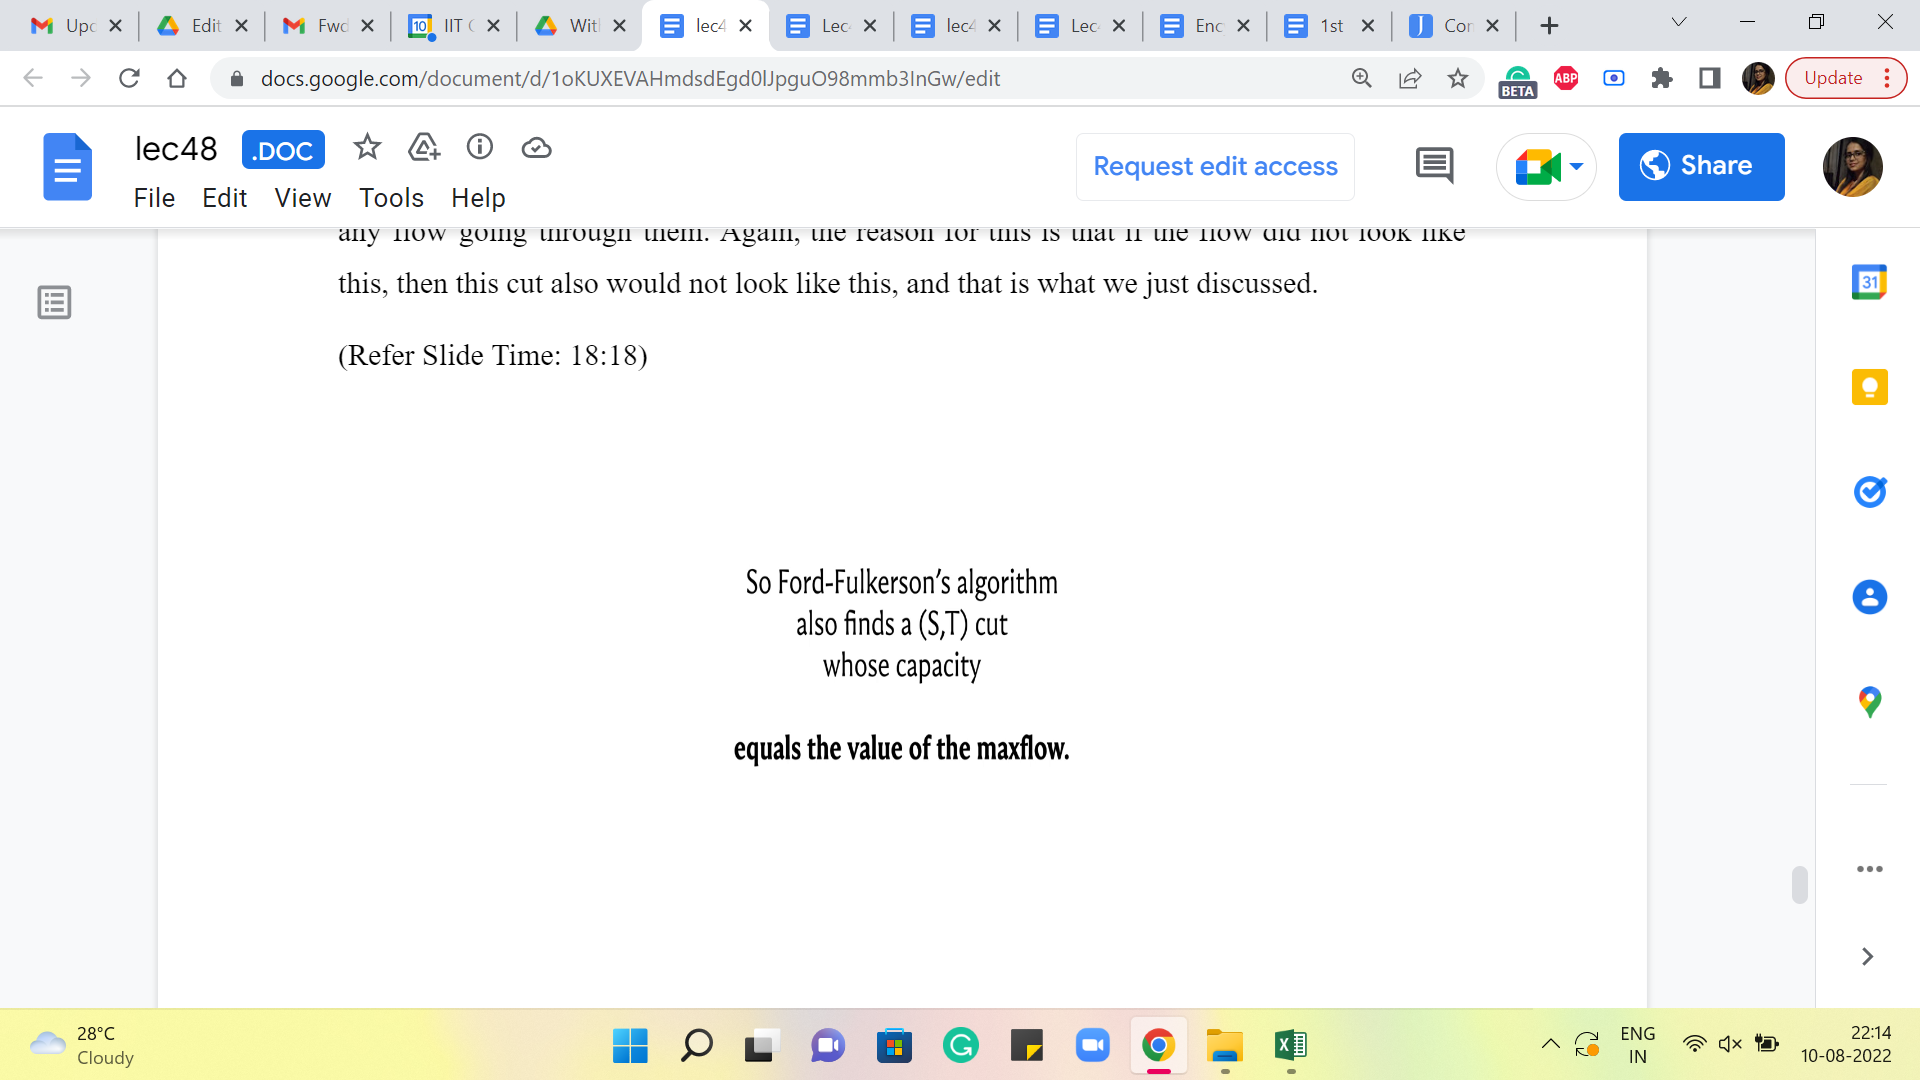 Upc
Edit
Fwd
10
IIT
Wit
lec4
Lec
lec4
Lec
Enc
1st
Con
docs.google.com/document/d/1oKUXEVAHmdsdEgd0lJpguO98mmb3InGw/edit
BETA
ABP
Update
lec48
.DOC
File Edit View Tools Help
Request edit access
Share
any flow going through them. Again, the reason for this is that if the flow did not look like
this, then this cut also would not look like this, and that is what we just discussed.
(Refer Slide Time: 18:18)
So Ford-Fulkerson’s algorithm
also finds a (S,T) cut
whose capacity
equals the value of the maxflow.
31
28°C
Cloudy
ENG
IN
22:14
10-08-2022